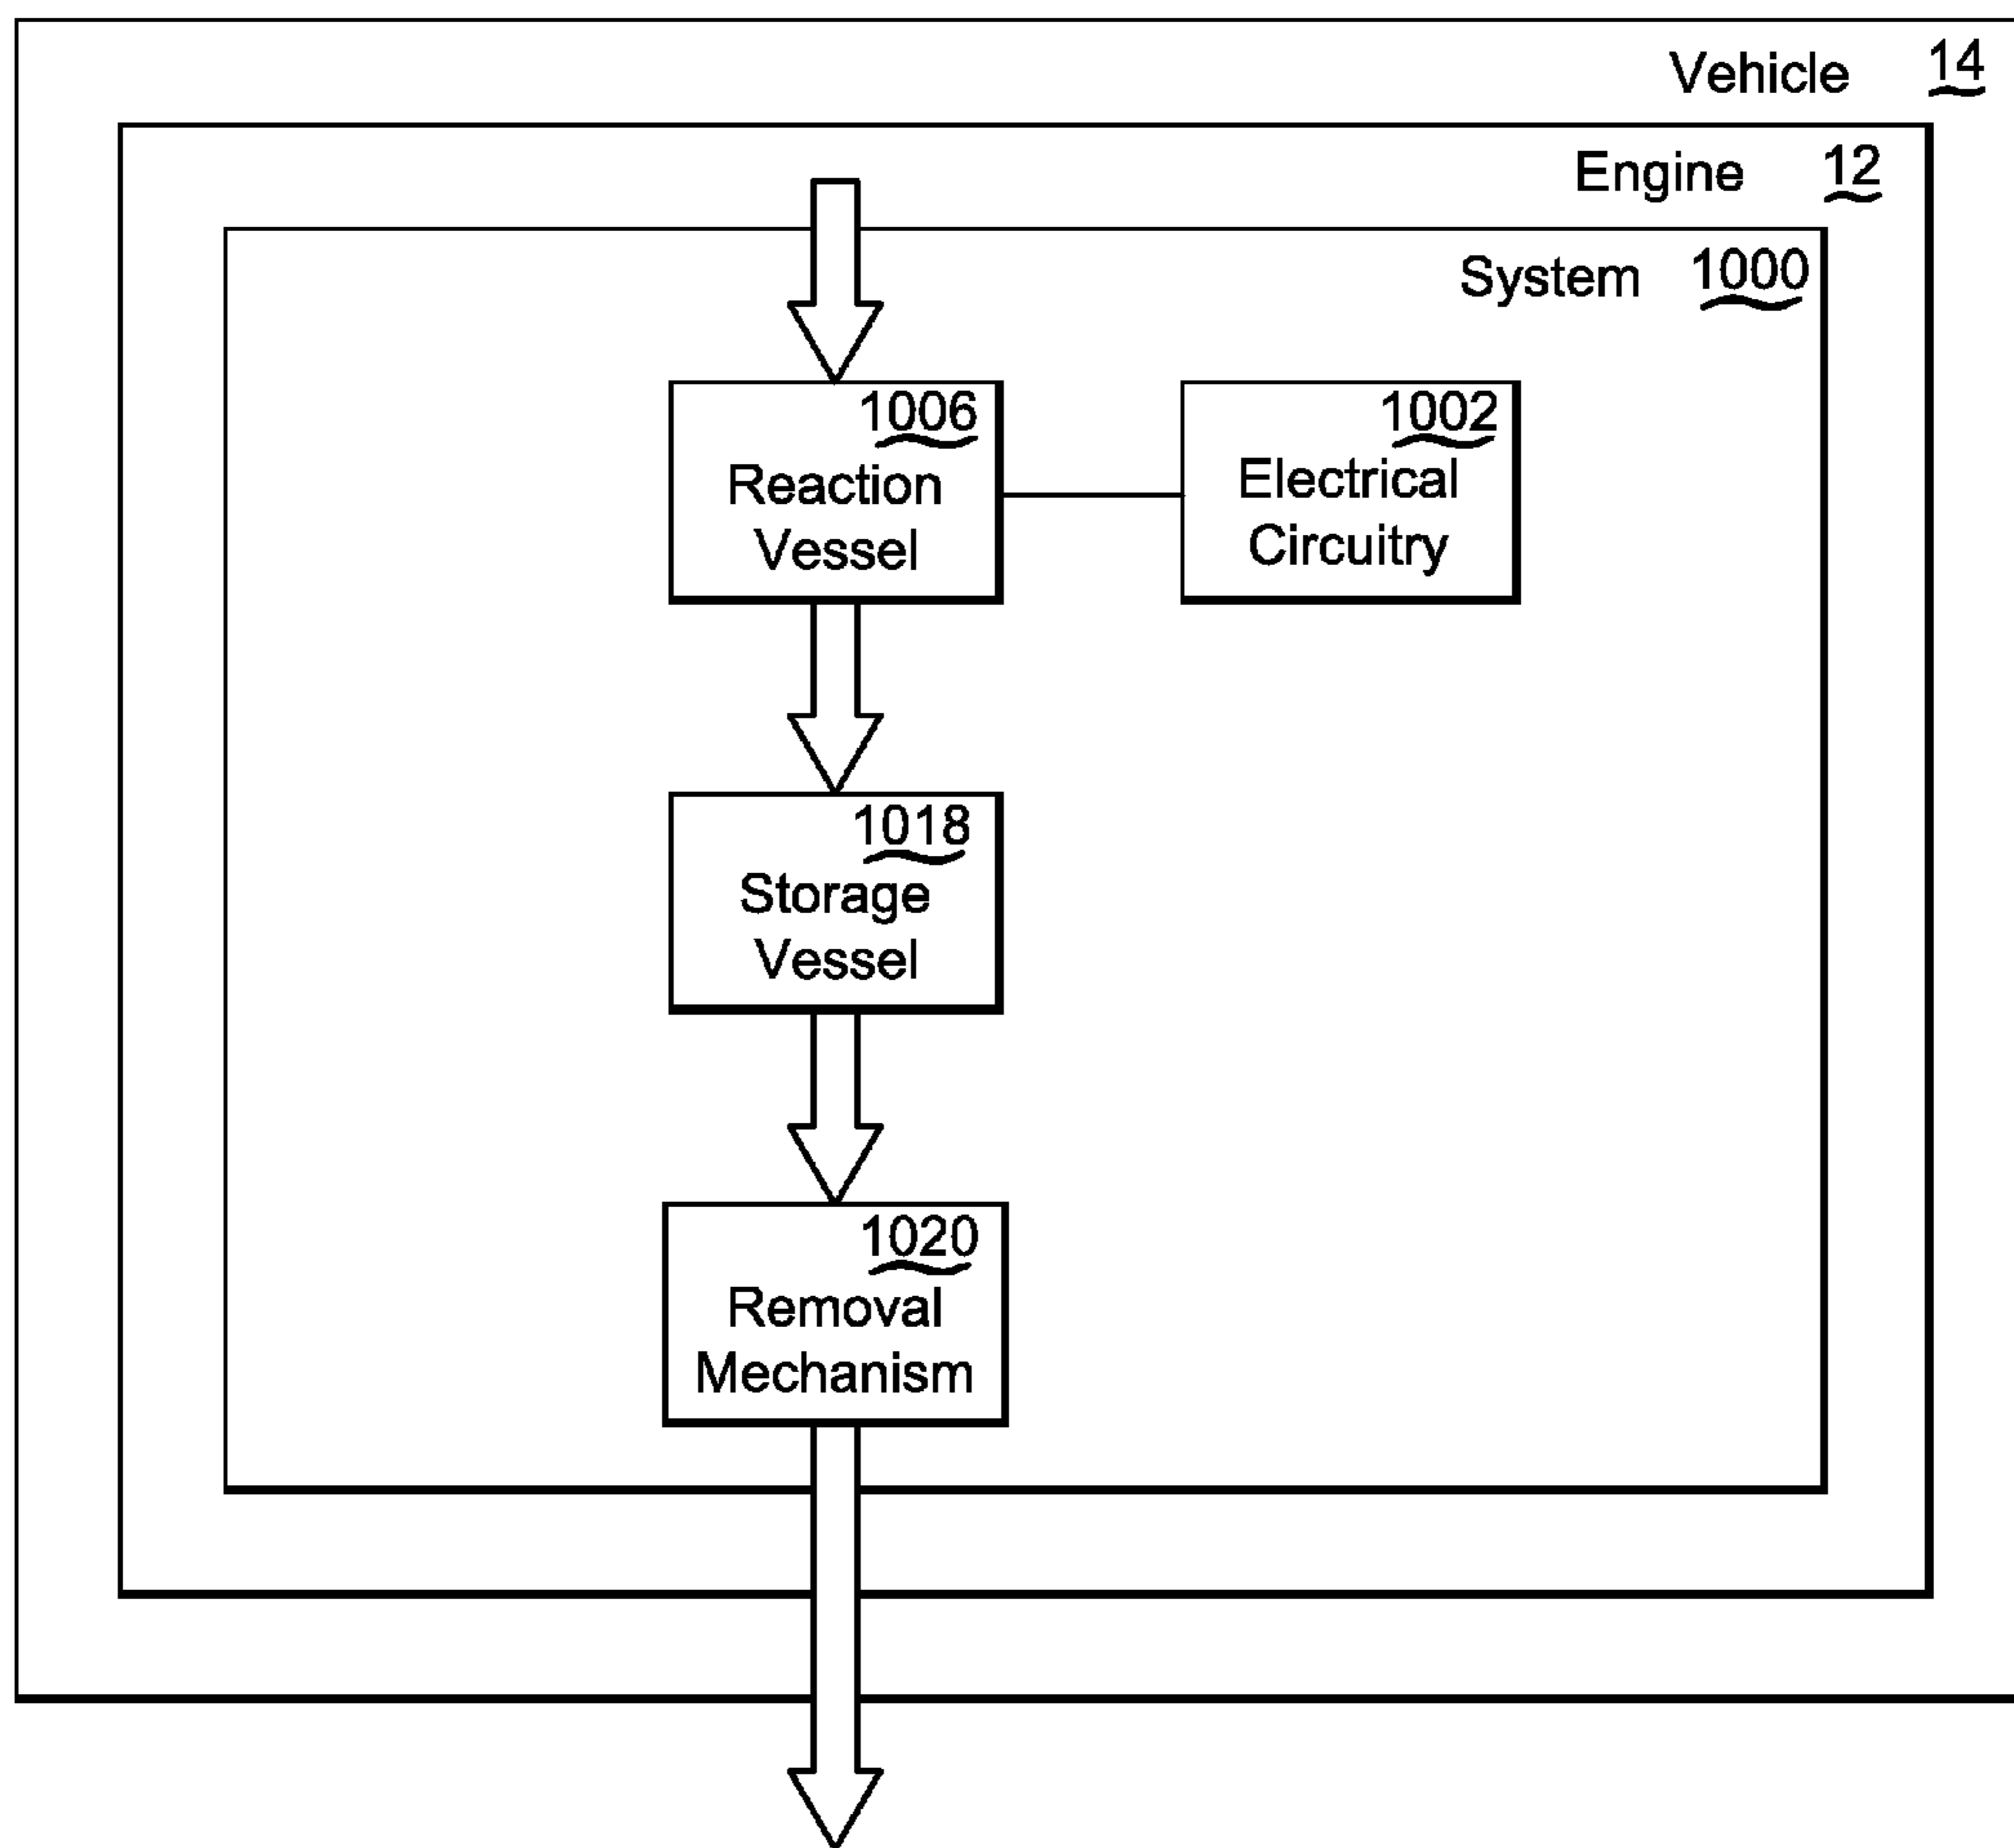 Vehicle 14
Engine 12
System 1000
1006
Reaction
Vessel
1002
Electrical
Circuitry
1018
Storage
Vessel
1020
Removal
Mechanism